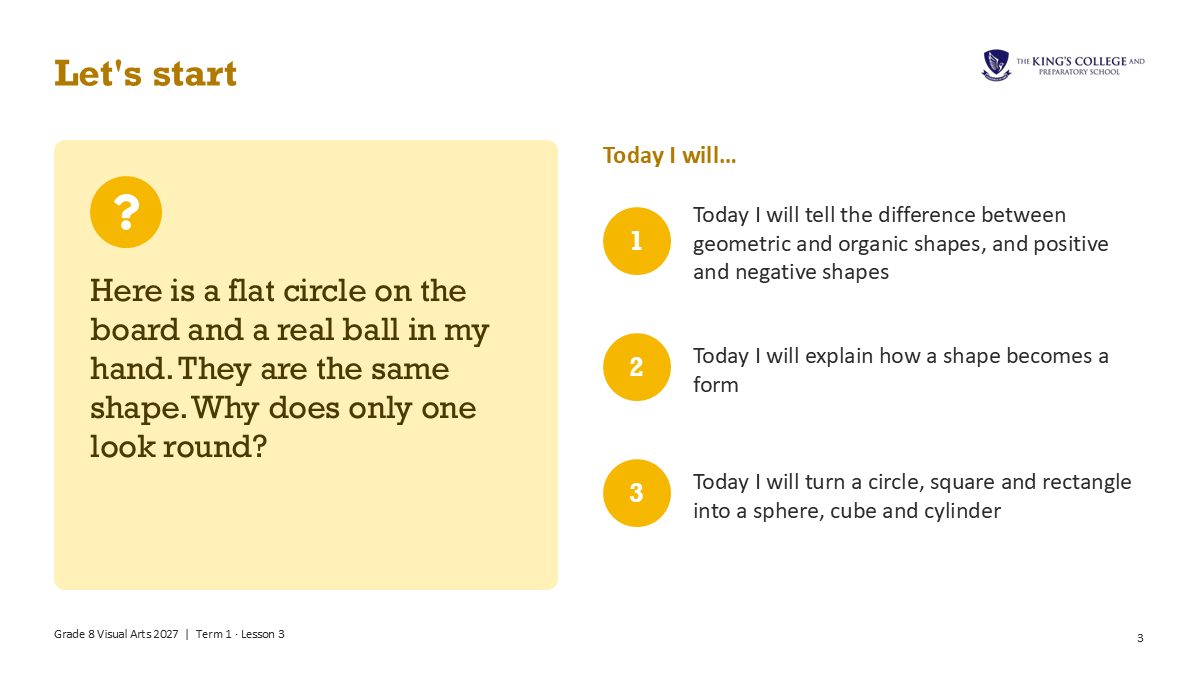 Let's start
THE KING'S COLLEGE AND
PREPARATORY SCHOOL
?
Here is a flat circle on the
board and a real ball in my
hand. They are the same
shape. Why does only one
look round?
Today I will...
1
Today I will tell the difference between
geometric and organic shapes, and positive
and negative shapes
2
Today I will explain how a shape becomes a
form
3
Today I will turn a circle, square and rectangle
into a sphere, cube and cylinder
Grade 8 Visual Arts 2027 | Term 1 · Lesson 3
3